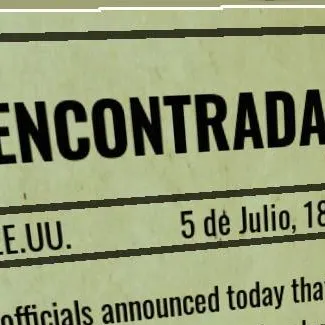 ENCONTRADA
E.UU. 5 de Julio, 18
officials announced today tha